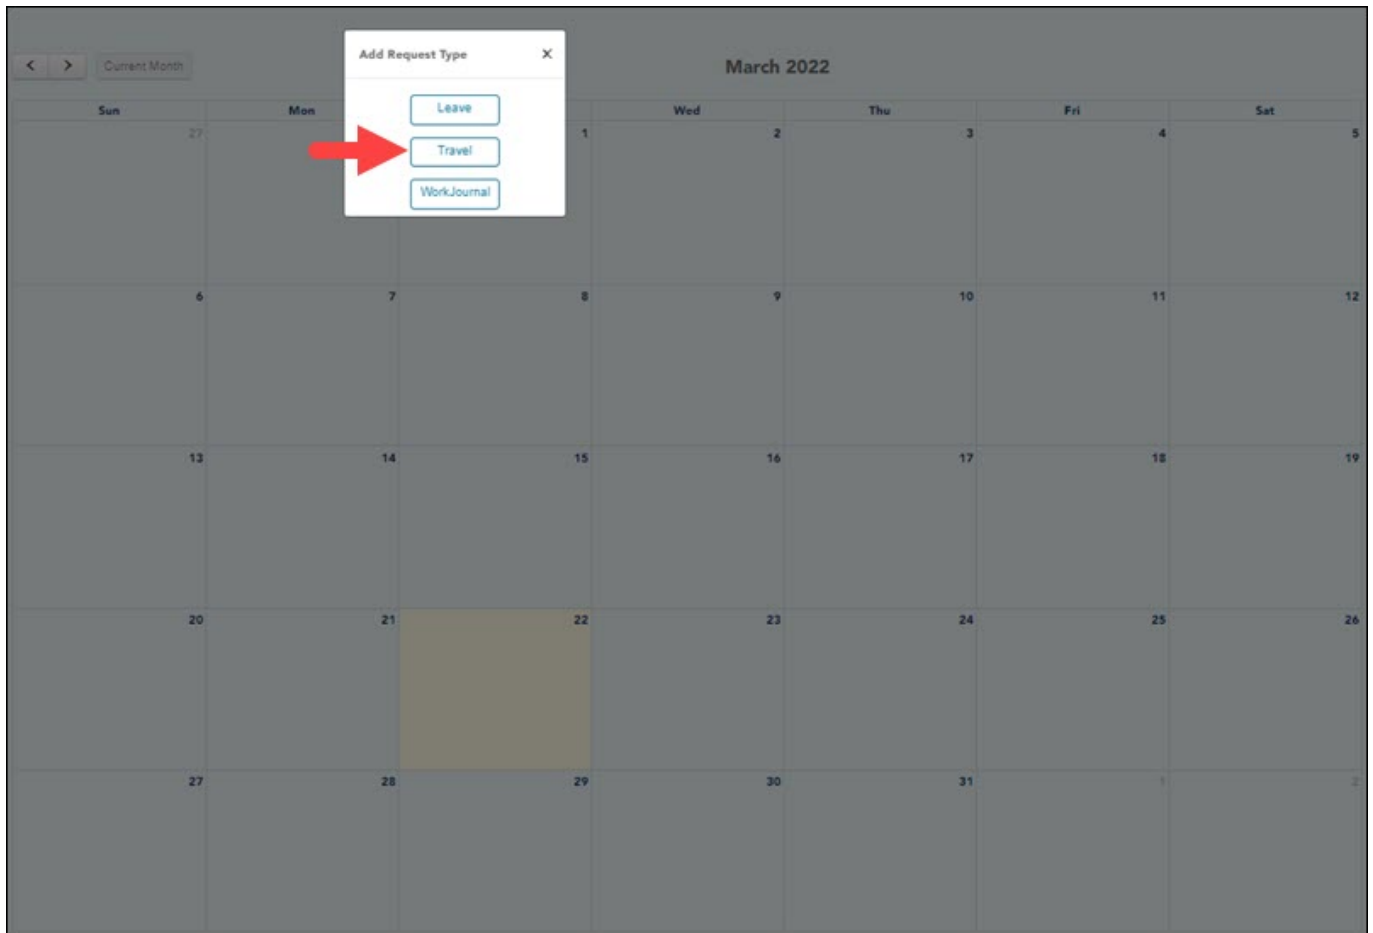 Add Request Type ×
< > Current Month
March 2022
Leave
Travel
WorkJournal
Sun Mon Wed Thu Fri Sat
27 1 2 3 4 5
6 7 8 9 10 11 12
13 14 15 16 17 18 19
20 21 22 23 24 25 26
27 28 29 30 31 1 2